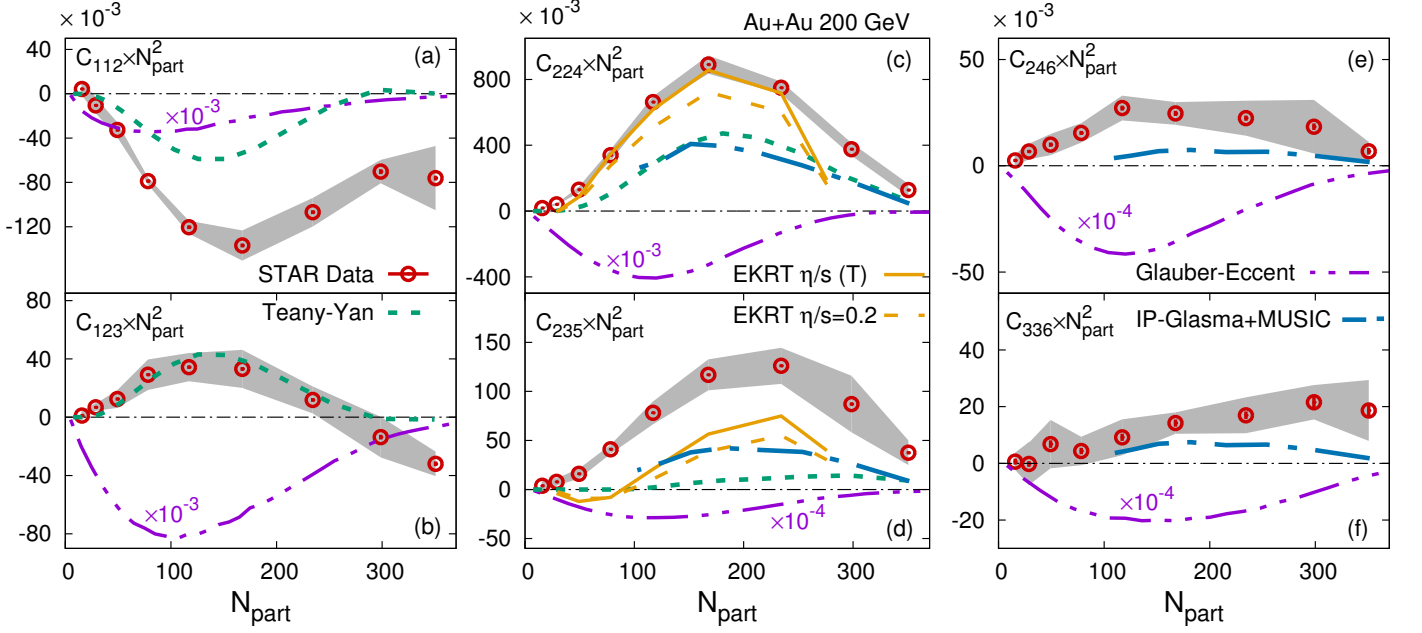 × 10⁻³
× 10⁻³
Au+Au 200 GeV
× 10⁻³
40
0
-40
-80
-120
C₁₁₂×N²part
(a)
×10⁻³
STAR Data
800
400
0
-400
C₂₂₄×N²part
(c)
×10⁻³
EKRT η/s (T)
60
0
-50
C₂₄₆×N²part
(e)
×10⁻⁴
Glauber-Eccent
80
40
0
-40
-80
C₁₂₃×N²part
Teany-Yan
×10⁻³
(b)
150
100
50
0
-50
C₂₃₅×N²part
EKRT η/s=0.2
×10⁻⁴
(d)
40
20
0
-20
C₃₃₆×N²part
IP-Glasma+MUSIC
×10⁻⁴
(f)
0 100 200 300
0 100 200 300
0 100 200 300
Npart
Npart
Npart